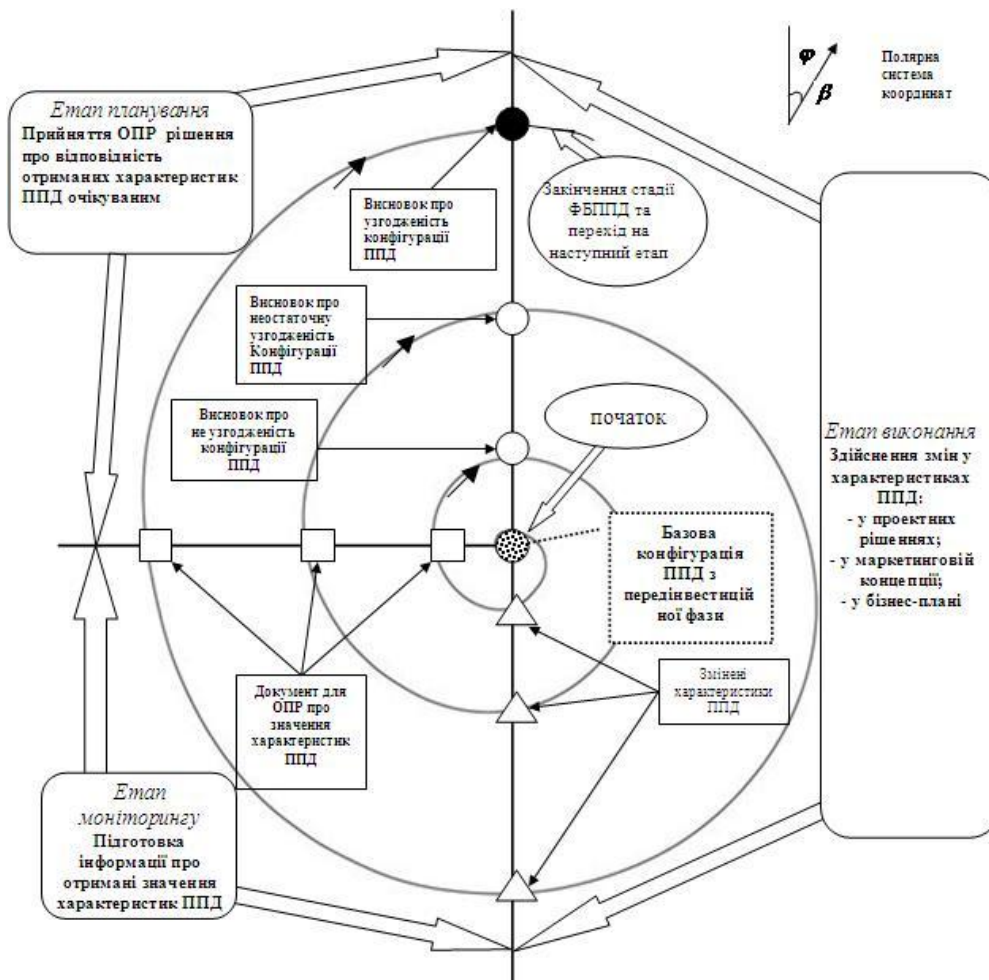 φ
β
Полярна
система
координат
Етап планування
Прийняття ОПР рішення
про відповідність
отриманих характеристик
ППД очікуваним
Висновок про
узгодженість
конфігурації
ППД
Закінчення стадії
ФБППД та
перехід на
наступний етап
Висновок про
неостаточну
узгодженість
Конфігурації
ППД
Висновок про
не узгодженість
конфігурації
ППД
початок
Етап виконання
Здійснення змін у
характеристиках
ППД:
- у проектних
рішеннях;
- у маркетинговій
концепції;
- у бізнес-плані
Базова
конфігурація
ППД з
передінвестицій
ної фази
Документ для
ОПР про
значення
характеристик
ППД
Змінені
характеристики
ППД
Етап
моніторингу
Підготовка
інформації про
отримані значення
характеристик ППД